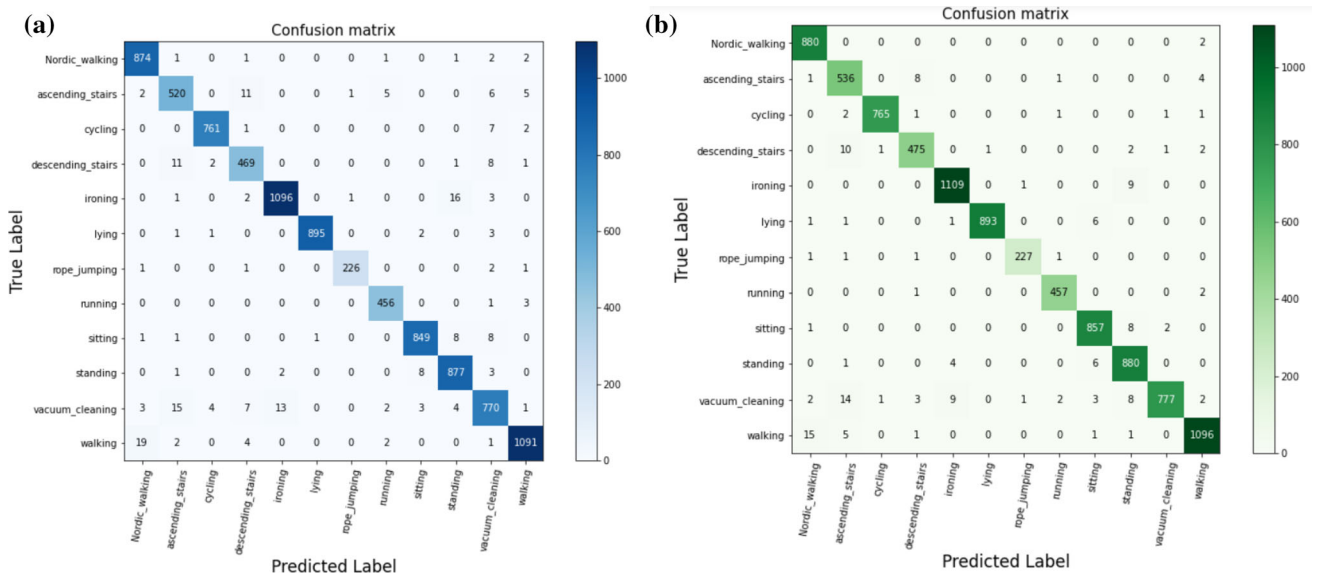 (a)
Confusion matrix
Nordic_walking 874 1 0 1 0 0 0 1 0 1 2 2
ascending_stairs 2 520 0 11 0 0 1 5 0 0 6 5
cycling 0 0 761 1 0 0 0 0 0 0 7 2
descending_stairs 0 11 2 469 0 0 0 0 0 1 8 1
ironing 0 1 0 2 1096 0 1 0 0 16 3 0
lying 0 1 1 0 0 895 0 0 2 0 3 0
rope_jumping 1 0 0 1 0 0 226 0 0 0 2 1
running 0 0 0 0 0 0 0 456 0 0 1 3
sitting 1 1 0 0 0 1 0 0 849 8 8 0
standing 0 1 0 0 2 0 0 0 8 877 3 0
vacuum_cleaning 3 15 4 7 13 0 0 2 3 4 770 1
walking 19 2 0 4 0 0 0 2 0 0 1 1091
Nordic_walking ascending_stairs cycling descending_stairs ironing lying rope_jumping running sitting standing vacuum_cleaning walking
True Label
Predicted Label
1000
800
600
400
200
0
(b)
Confusion matrix
Nordic_walking 880 0 0 0 0 0 0 0 0 0 0 2
ascending_stairs 1 536 0 8 0 0 0 1 0 0 0 4
cycling 0 2 765 1 0 0 0 1 0 0 1 1
descending_stairs 0 10 1 475 0 1 0 0 0 2 1 2
ironing 0 0 0 0 1109 0 1 0 0 9 0 0
lying 1 1 0 0 1 893 0 0 6 0 0 0
rope_jumping 1 1 0 1 0 0 227 1 0 0 0 0
running 0 0 0 1 0 0 0 457 0 0 0 2
sitting 1 0 0 0 0 0 0 0 857 8 2 0
standing 0 1 0 0 4 0 0 0 6 880 0 0
vacuum_cleaning 2 14 1 3 9 0 1 2 3 8 777 2
walking 15 5 0 1 0 0 0 0 1 1 0 1096
Nordic_walking ascending_stairs cycling descending_stairs ironing lying rope_jumping running sitting standing vacuum_cleaning walking
True Label
Predicted Label
1000
800
600
400
200
0